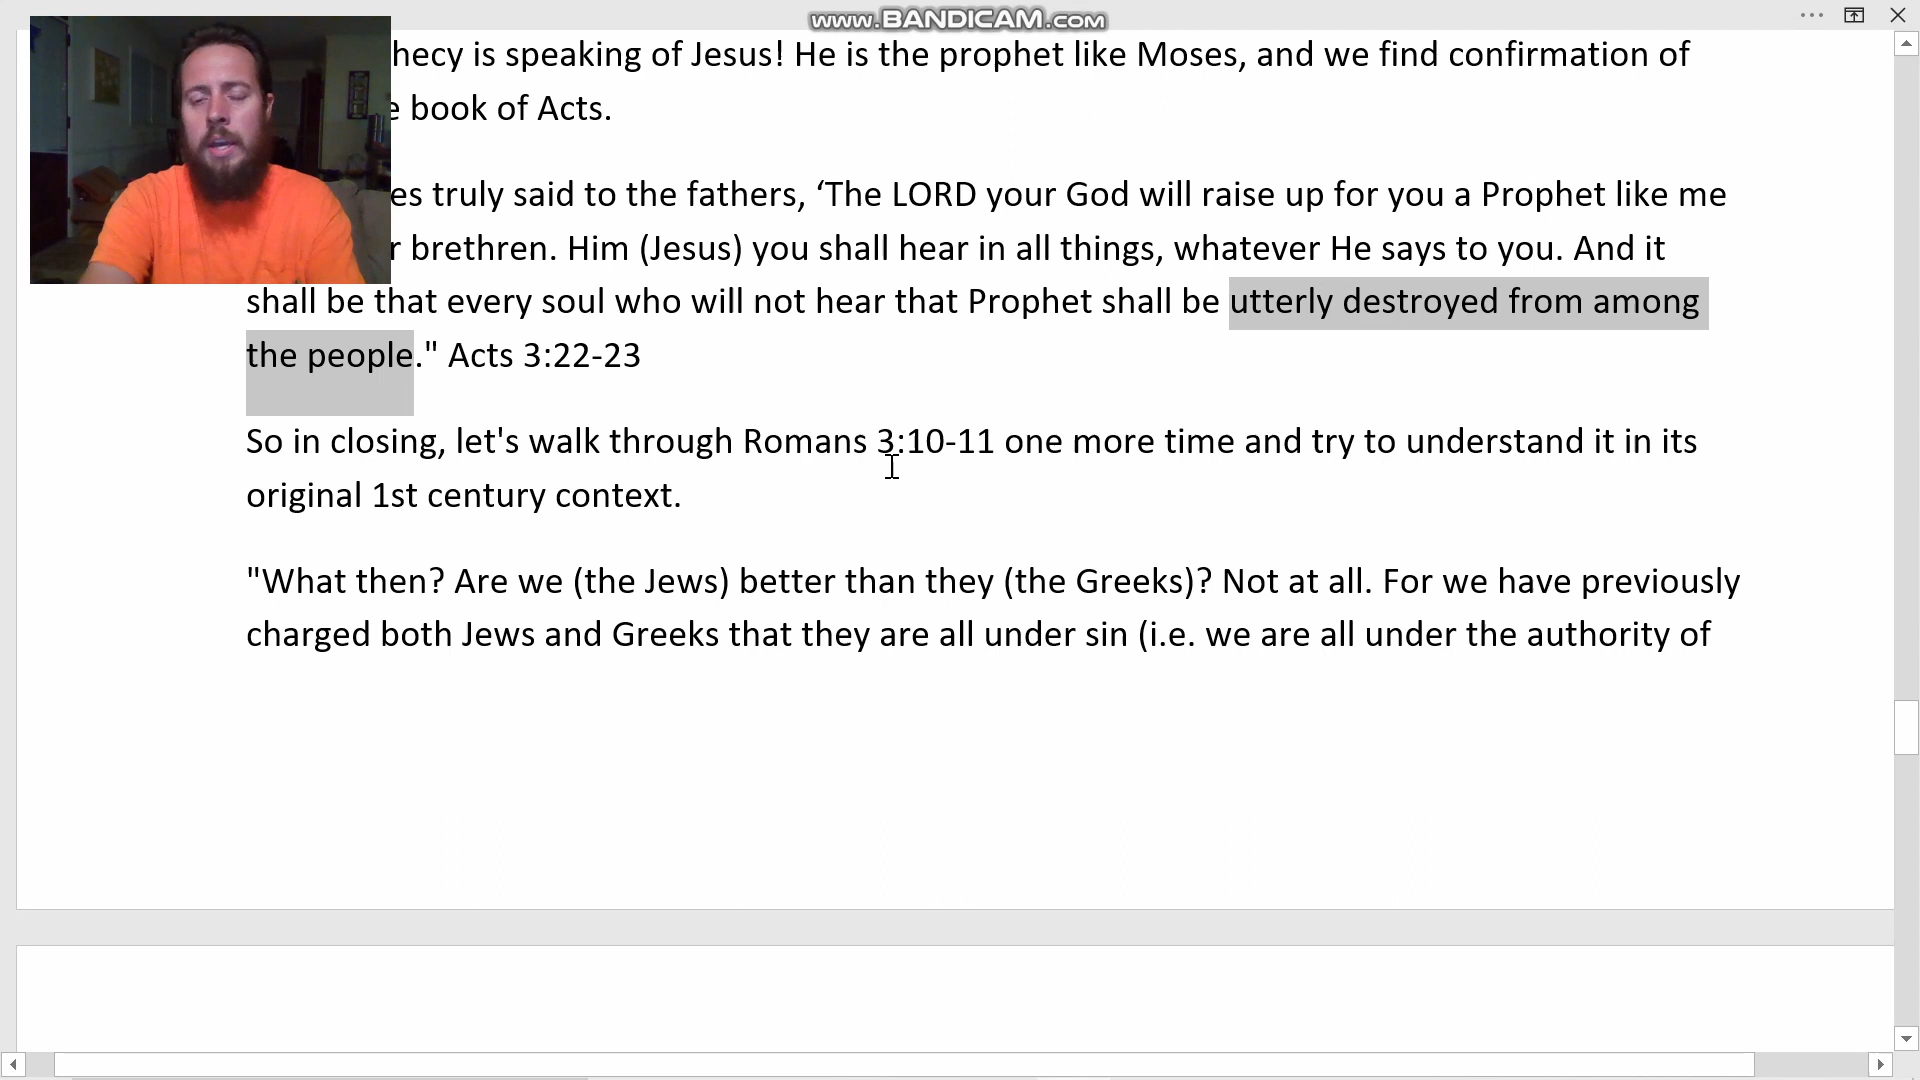 www.BANDICAM.com
hecy is speaking of Jesus! He is the prophet like Moses, and we find confirmation of
e book of Acts.
es truly said to the fathers, ‘The LORD your God will raise up for you a Prophet like me
r brethren. Him (Jesus) you shall hear in all things, whatever He says to you. And it
shall be that every soul who will not hear that Prophet shall be utterly destroyed from among
the people." Acts 3:22-23
So in closing, let's walk through Romans 3:10-11 one more time and try to understand it in its
original 1st century context.
"What then? Are we (the Jews) better than they (the Greeks)? Not at all. For we have previously
charged both Jews and Greeks that they are all under sin (i.e. we are all under the authority of